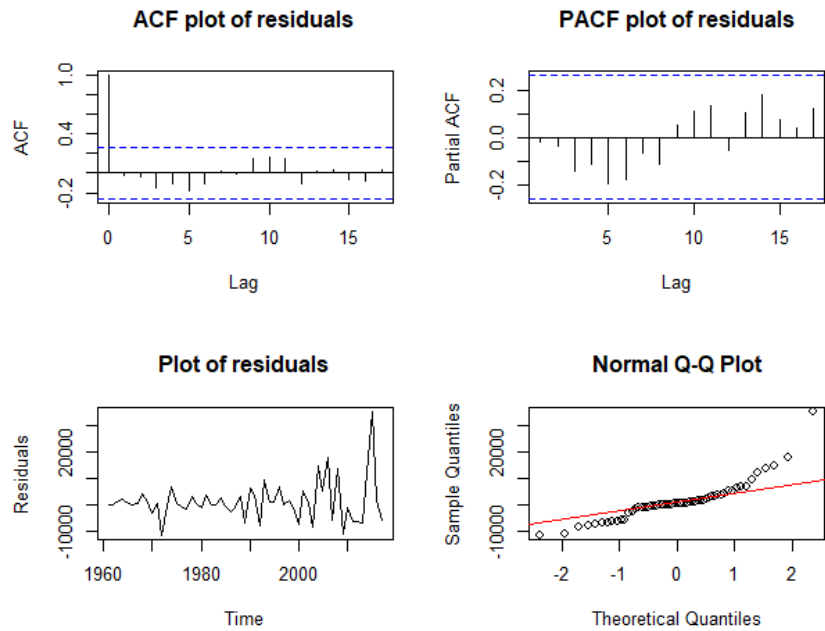 ACF plot of residuals
ACF
-0.2
0.4
1.0
0
5
10
15
Lag
PACF plot of residuals
Partial ACF
-0.2
0.0
0.2
5
10
15
Lag
Plot of residuals
Residuals
-10000
20000
1960
1980
2000
Time
Normal Q-Q Plot
Sample Quantiles
-10000
20000
-2
-1
0
1
2
Theoretical Quantiles